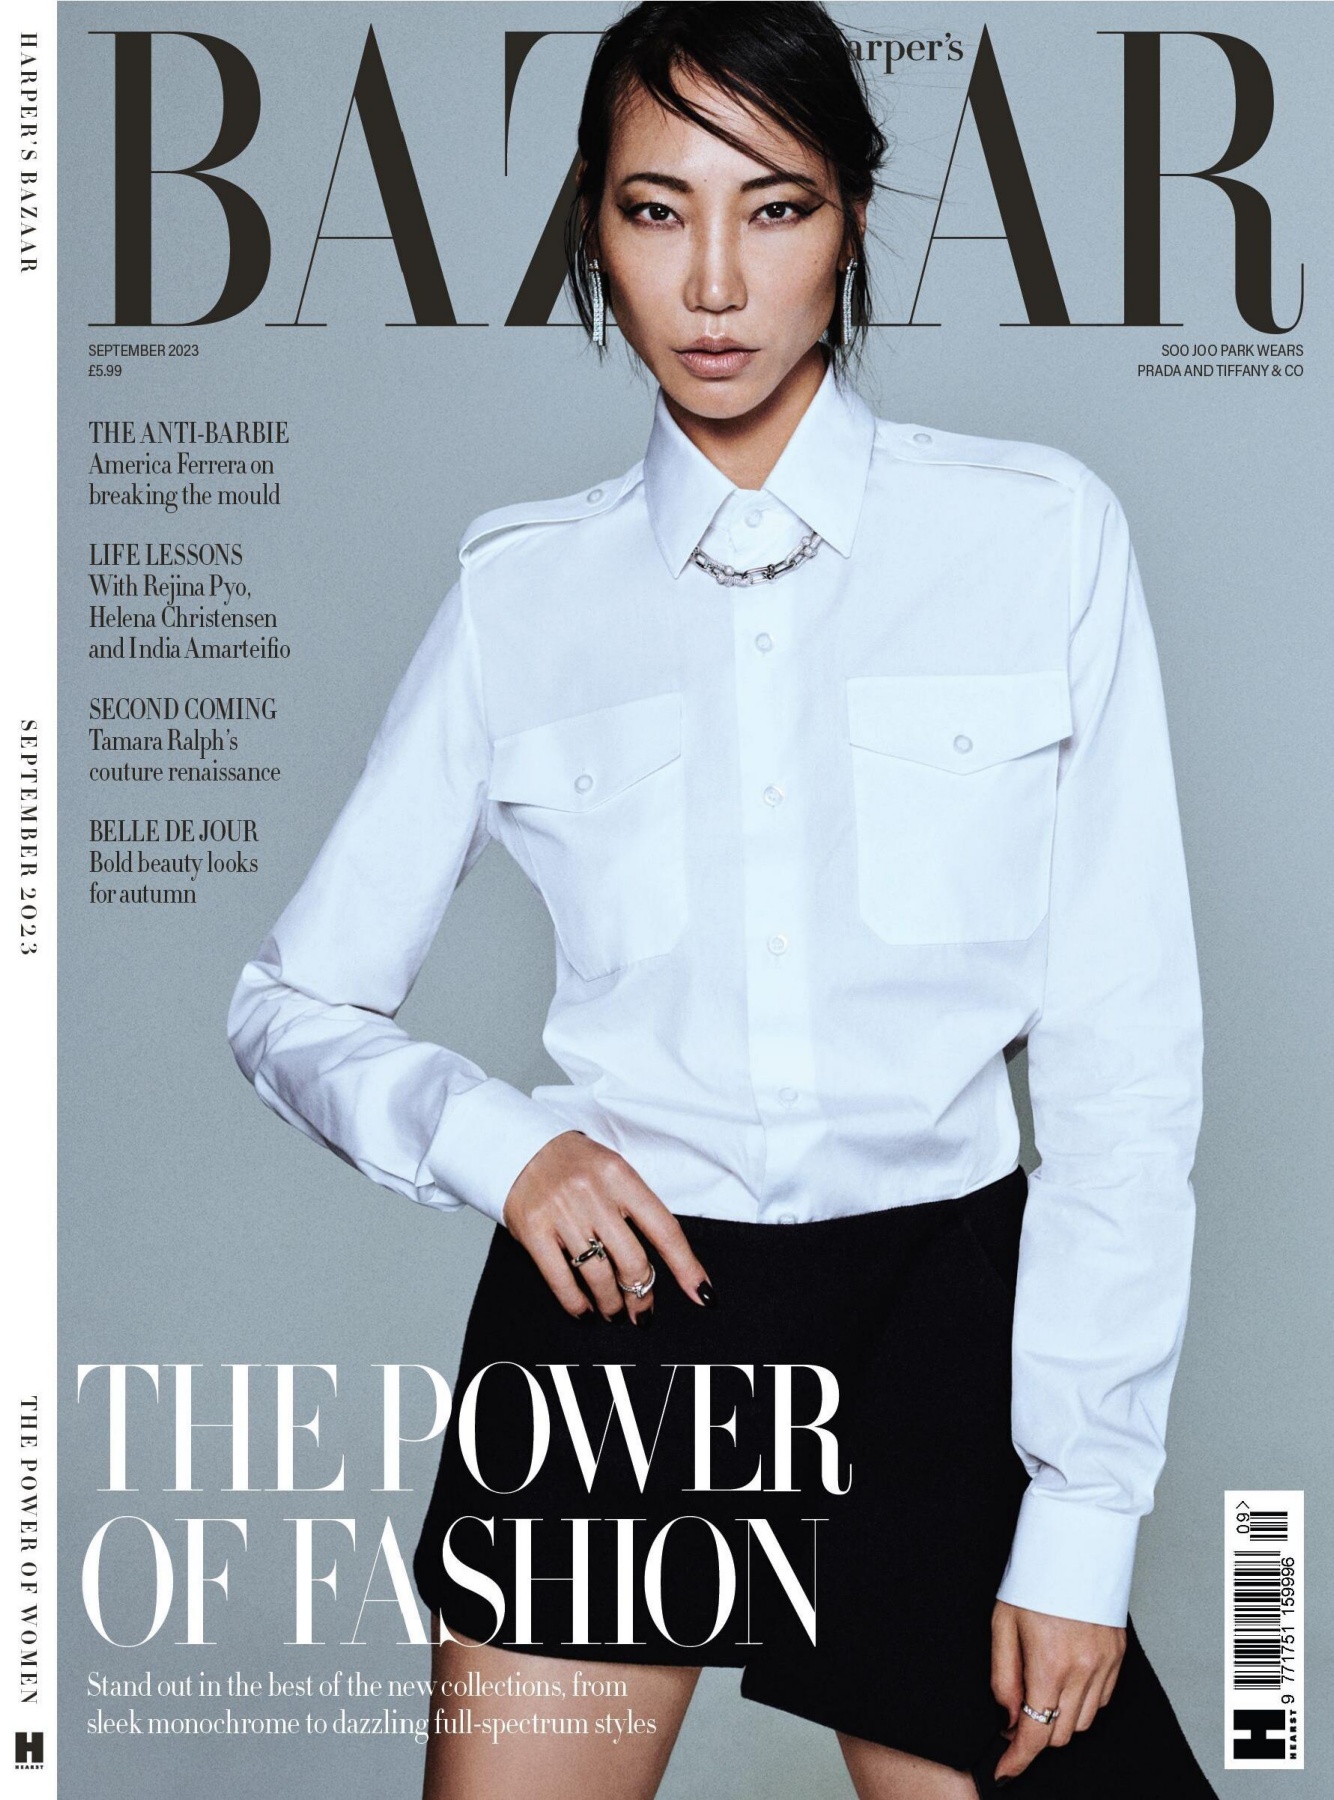 HARPER'S BAZAAR
SEPTEMBER 2023
THE POWER OF WOMEN
HEARST
arper's
BAZAAR
SEPTEMBER 2023
£5.99
SOO JOO PARK WEARS
PRADA AND TIFFANY & CO
THE ANTI-BARBIE
America Ferrera on
breaking the mould
LIFE LESSONS
With Rejina Pyo,
Helena Christensen
and India Amarteifio
SECOND COMING
Tamara Ralph's
couture renaissance
BELLE DE JOUR
Bold beauty looks
for autumn
THE POWER
OF FASHION
Stand out in the best of the new collections, from
sleek monochrome to dazzling full-spectrum styles
09>
9 771751 159996
HEARST